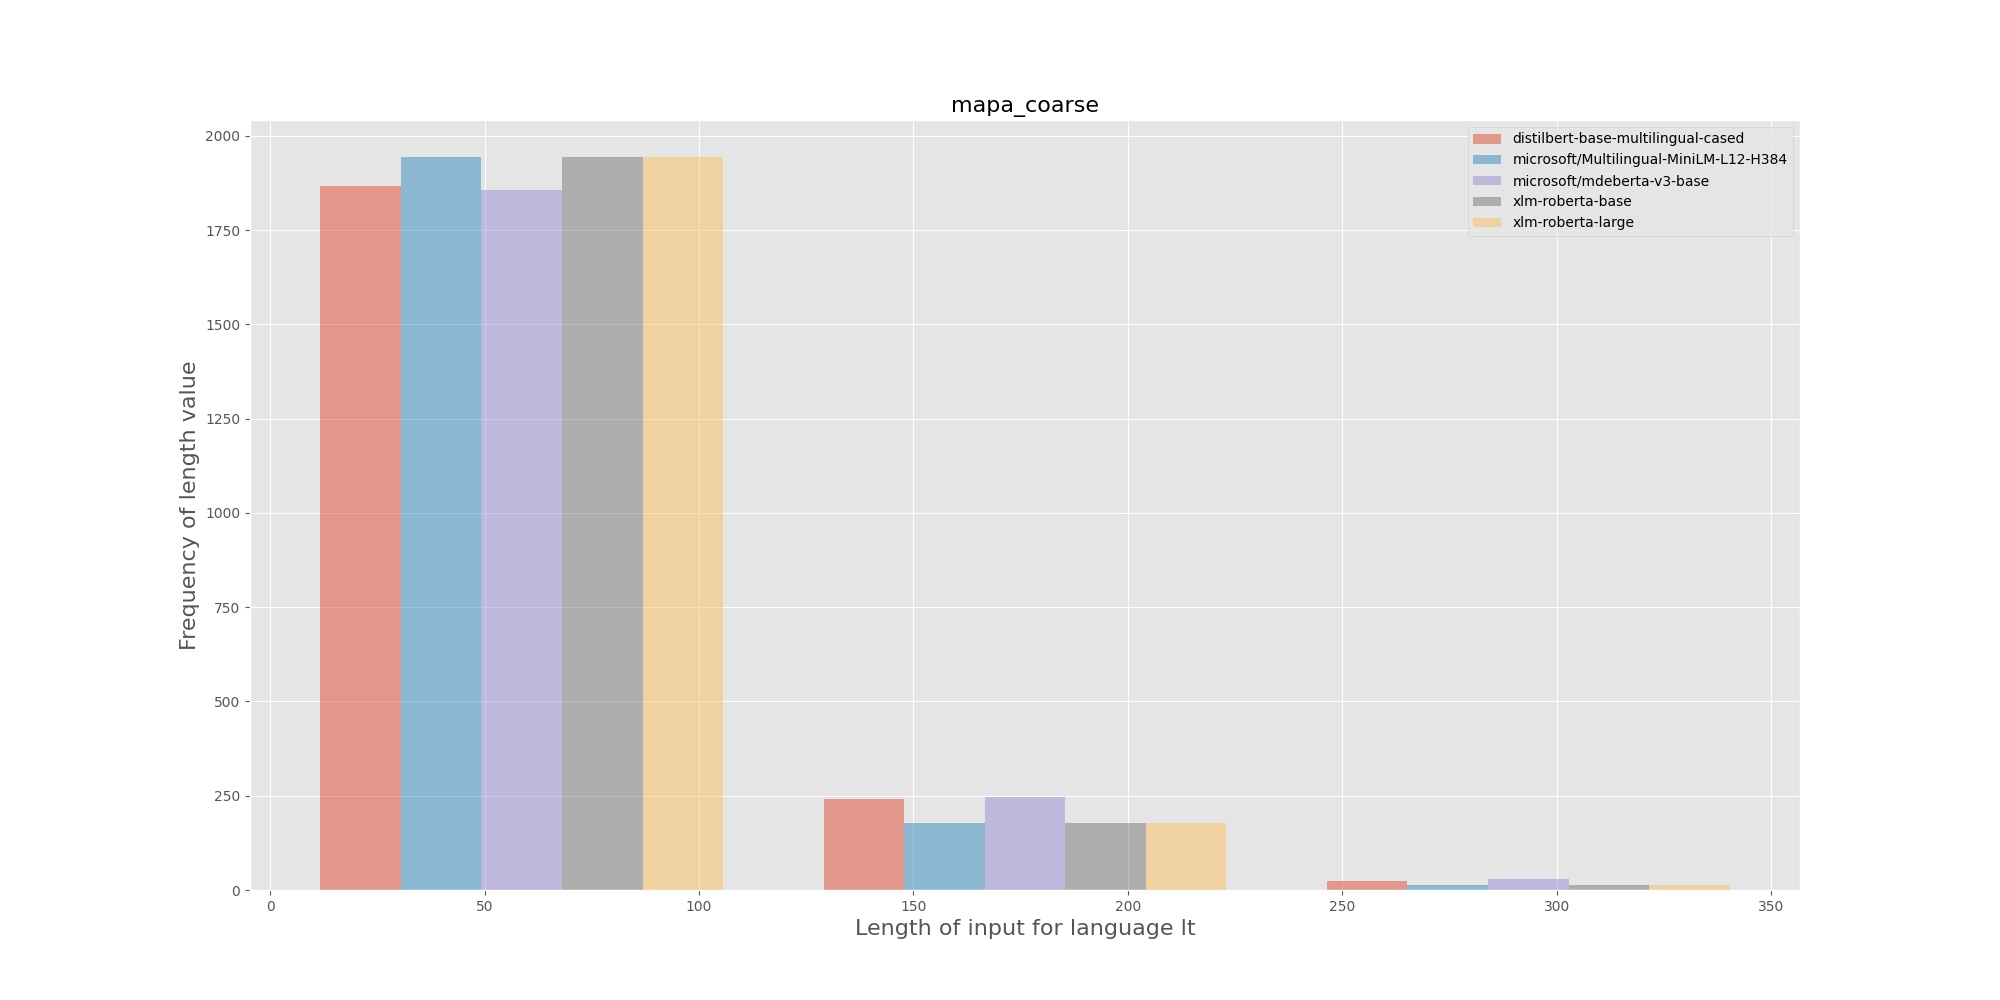 mapa_coarse
distilbert-base-multilingual-cased
microsoft/Multilingual-MiniLM-L12-H384
microsoft/mdeberta-v3-base
xlm-roberta-base
xlm-roberta-large
Frequency of length value
2000
1750
1500
1250
1000
750
500
250
0
0 50 100 150 200 250 300 350
Length of input for language lt